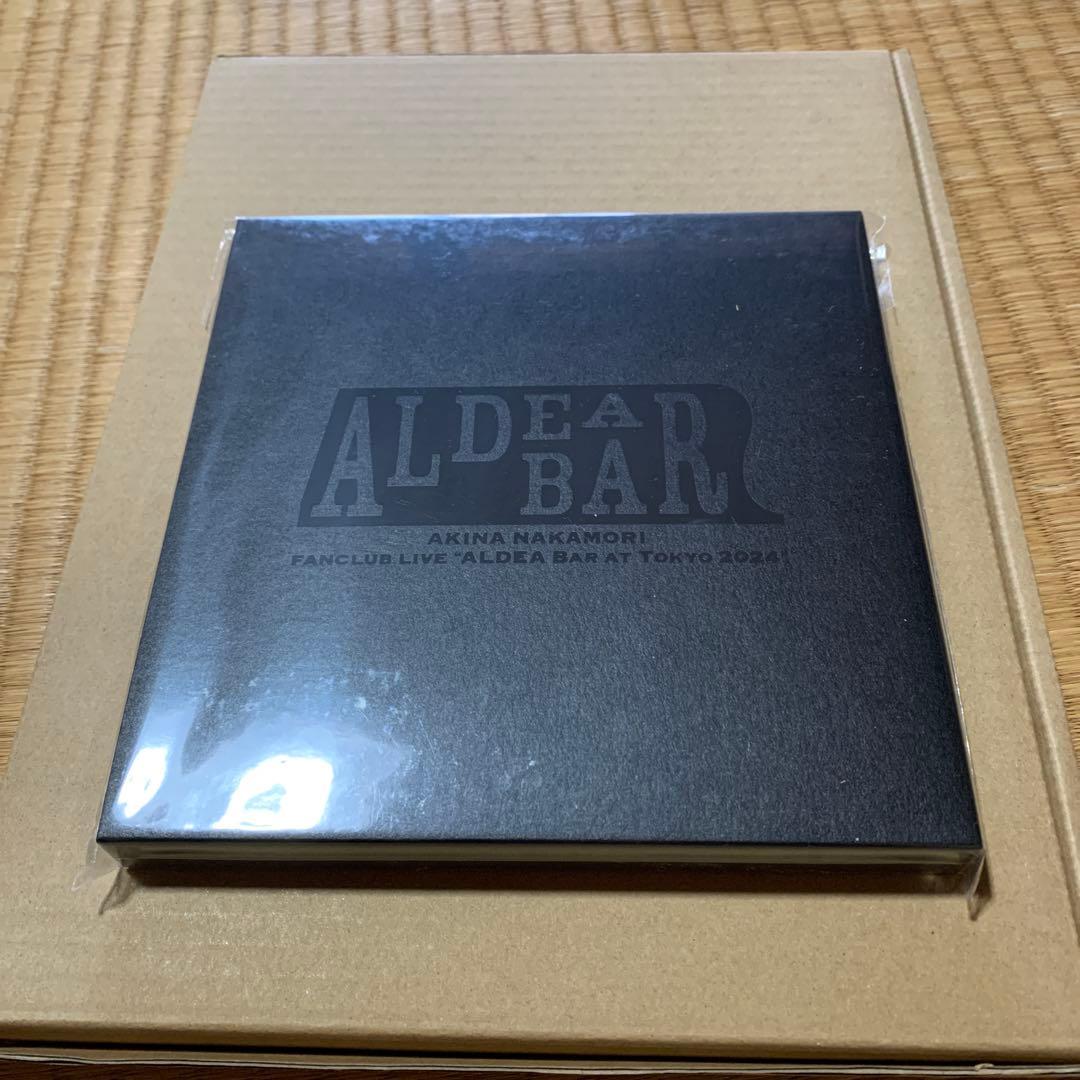 ALDEA
BAR
AKINA NAKAMORI
FANCLUB LIVE "ALDEA BAR AT TOKYO 2024"